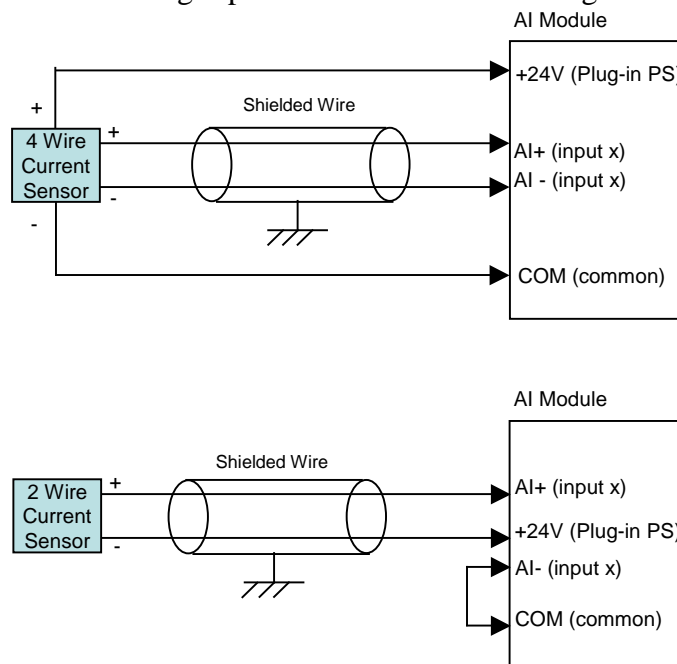 AI Module
+24V (Plug-in PS)
+
Shielded Wire
4 Wire
Current
Sensor
+
-
AI+ (input x)
AI - (input x)
-
COM (common)
AI Module
Shielded Wire
2 Wire
Current
Sensor
+
-
AI+ (input x)
+24V (Plug-in PS)
AI- (input x)
COM (common)